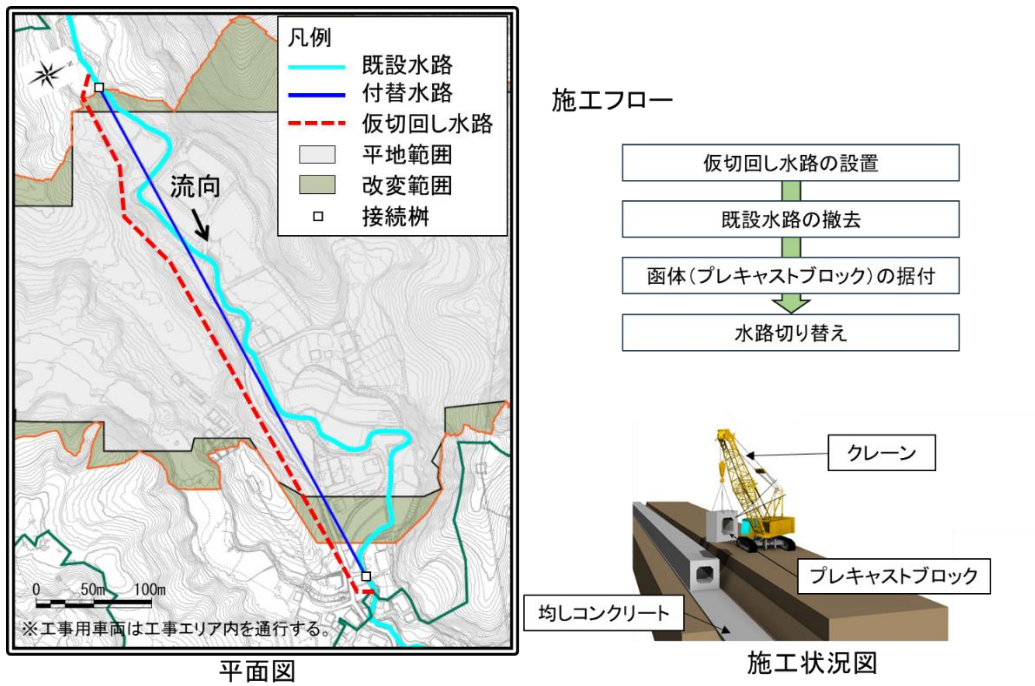 凡例
既設水路
付替水路
仮切回し水路
平地範囲
改変範囲
接続桝
流向
0 50m 100m
※工事用車両は工事エリア内を通行する。
平面図
施工フロー
仮切回し水路の設置
既設水路の撤去
函体(プレキャストブロック)の据付
水路切り替え
クレーン
プレキャストブロック
均しコンクリート
施工状況図